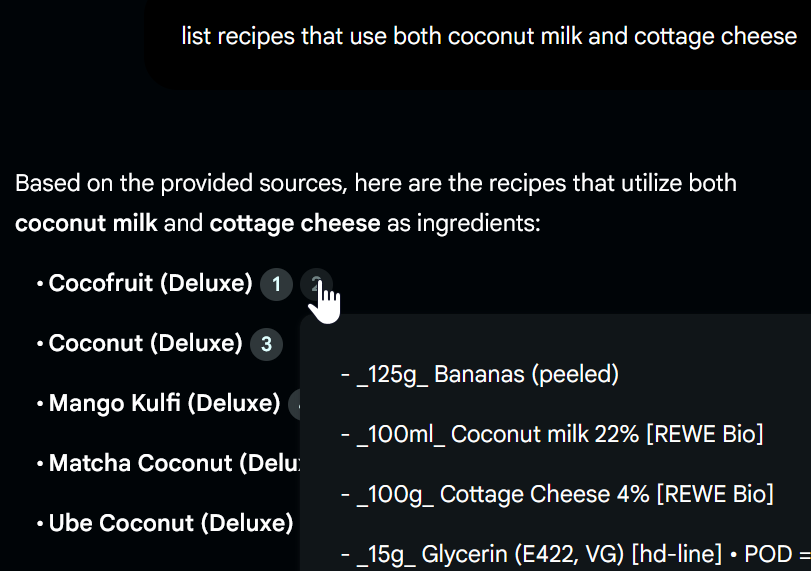 list recipes that use both coconut milk and cottage cheese
Based on the provided sources, here are the recipes that utilize both
coconut milk and cottage cheese as ingredients:
• Cocofruit (Deluxe) 1 2
- _125g_ Bananas (peeled)
• Coconut (Deluxe) 3
• Mango Kulfi (Deluxe)
- _100ml_ Coconut milk 22% [REWE Bio]
• Matcha Coconut (Delu
- _100g_ Cottage Cheese 4% [REWE Bio]
• Ube Coconut (Deluxe)
- _15g_ Glycerin (E422, VG) [hd-line] • POD =